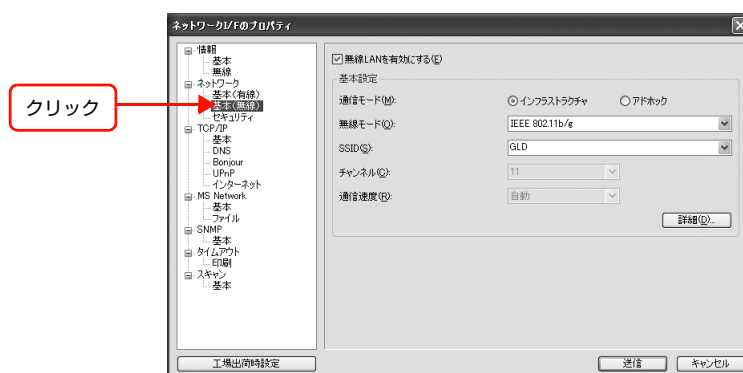 ネットワークI/Fのプロパティ
情報
基本
無線
ネットワーク
基本(有線)
基本(無線)
セキュリティ
TCP/IP
基本
DNS
Bonjour
UPnP
インターネット
MS Network
基本
ファイル
SNMP
基本
タイムアウト
印刷
スキャン
基本
クリック
無線LANを有効にする(E)
基本設定
通信モード(M):
インフラストラクチャ
アドホック
無線モード(O):
IEEE 802.11b/g
SSID(S):
GLD
チャンネル(C):
11
通信速度(R):
自動
詳細(D)...
工場出荷時設定
送信
キャンセル